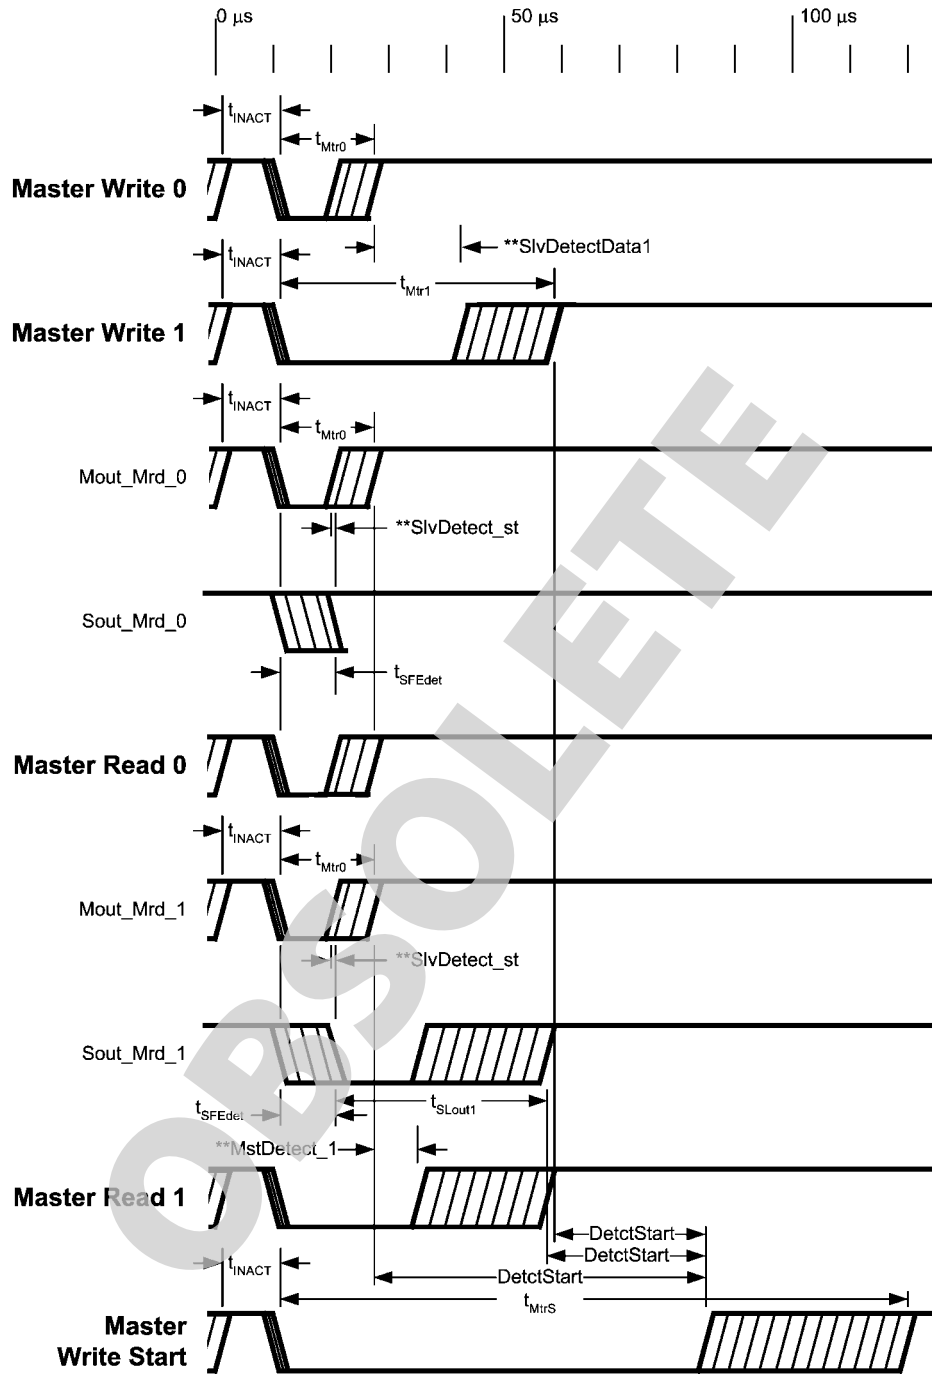 0 µs 50 µs 100 µs
tINACT
tMtr0
Master Write 0
**SlvDetectData1
tINACT
tMtr1
Master Write 1
tINACT
tMtr0
Mout_Mrd_0
**SlvDetect_st
Sout_Mrd_0
tSFEdet
Master Read 0
tINACT
tMtr0
Mout_Mrd_1
**SlvDetect_st
Sout_Mrd_1
tSFEdet tSLout1
**MstDetect_1
Master Read 1
DetctStart
DetctStart
tINACT
DetctStart
tMtrS
Master
Write Start
OBSOLETE